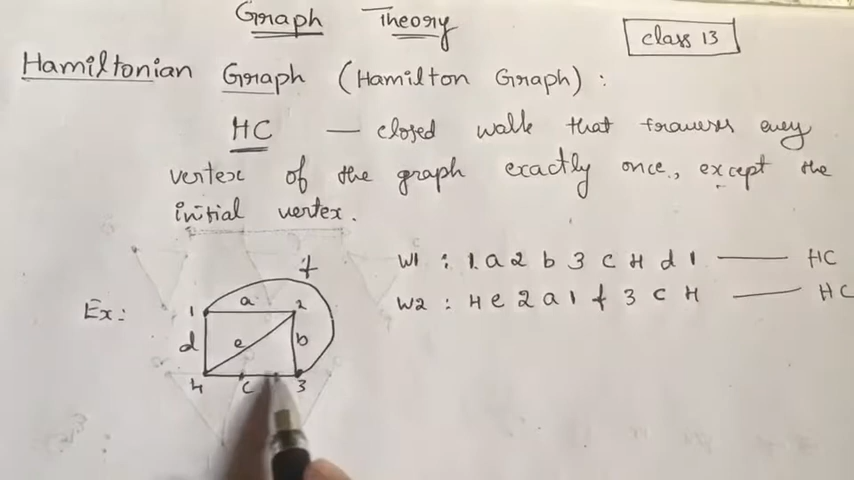 Graph Theory
class 13
Hamiltonian Graph (Hamilton Graph) :
HC — closed walk that traverses every
vertex of the graph exactly once, except the
initial vertex.
Ex:
f
1 a 2
d e b
4 c 3
W1 : 1 a 2 b 3 c 4 d 1 — HC
W2 : 4 e 2 a 1 f 3 c 4 — HC